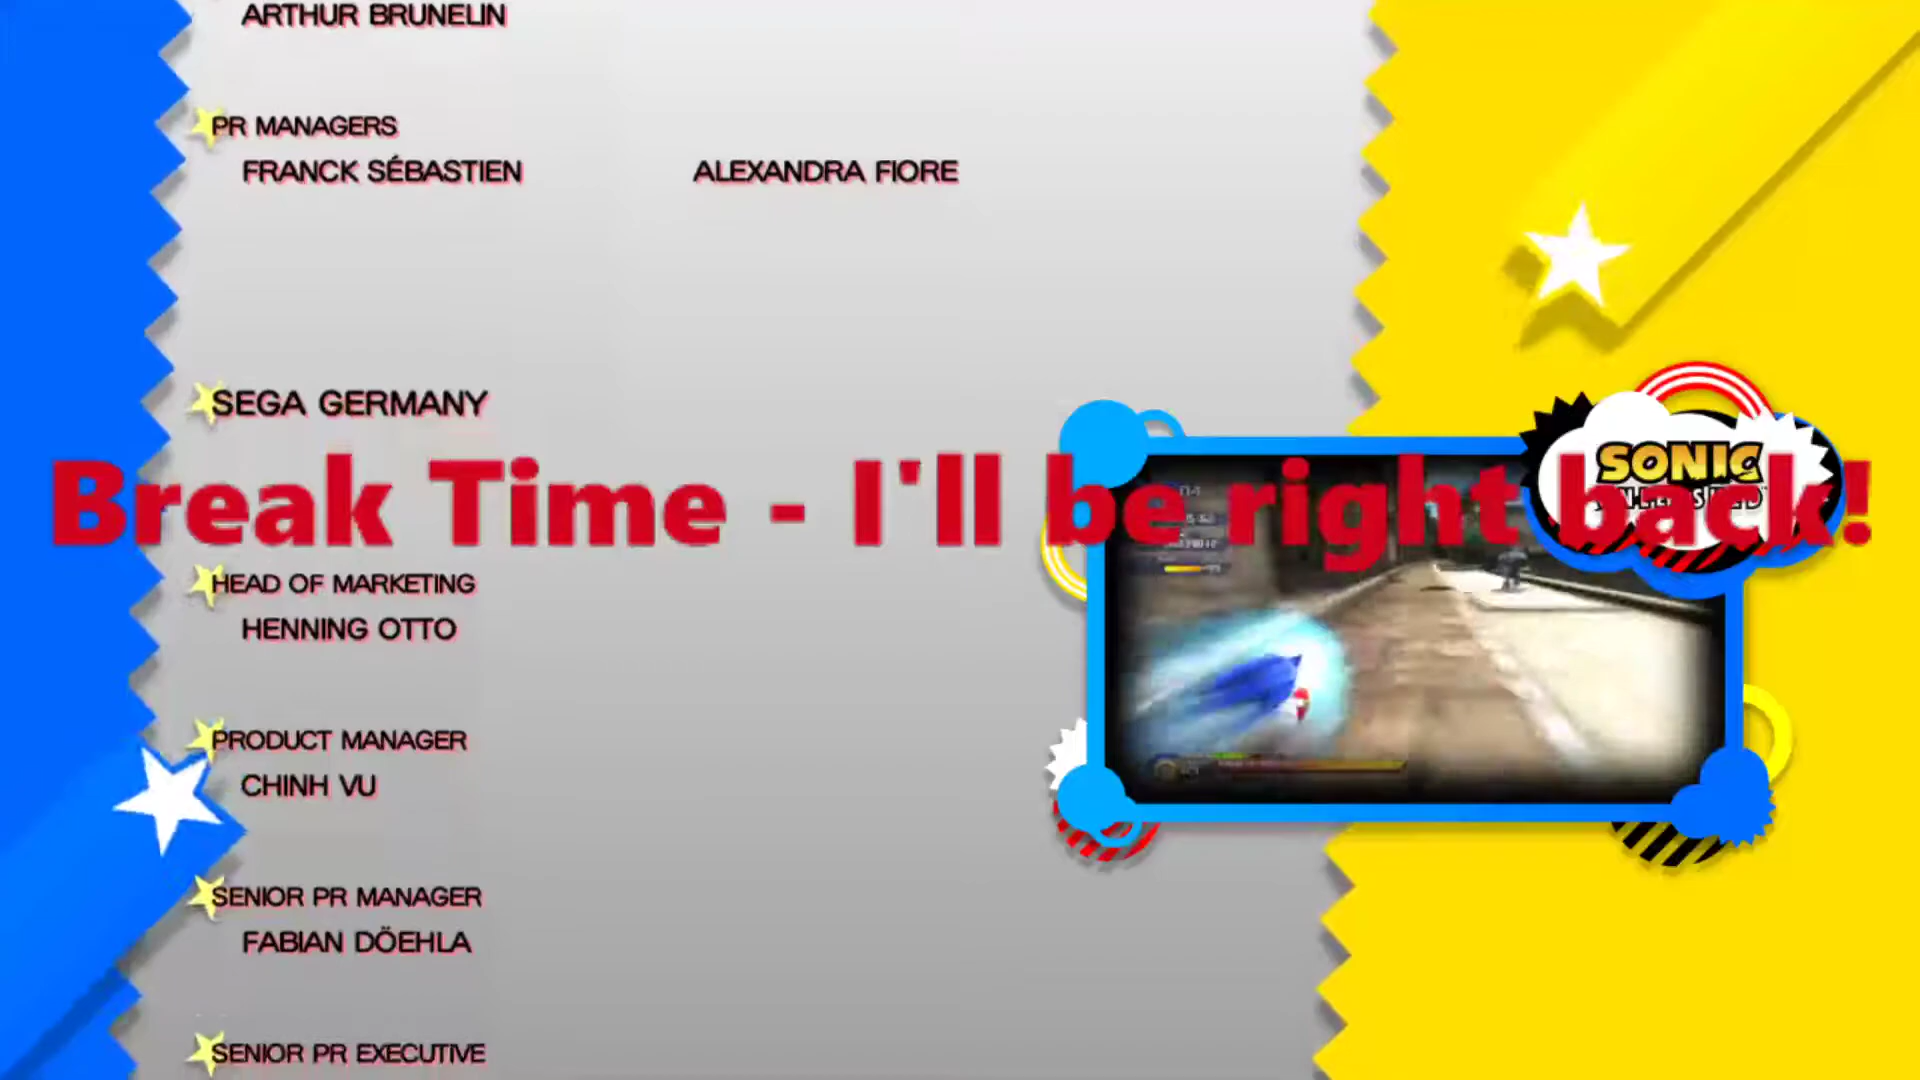 ARTHUR BRUNELIN
PR MANAGERS
FRANCK SÉBASTIEN ALEXANDRA FIORE
SEGA GERMANY
Break Time - I'll be right back!
SONIC
HEAD OF MARKETING
HENNING OTTO
PRODUCT MANAGER
CHINH VU
SENIOR PR MANAGER
FABIAN DÖEHLA
SENIOR PR EXECUTIVE